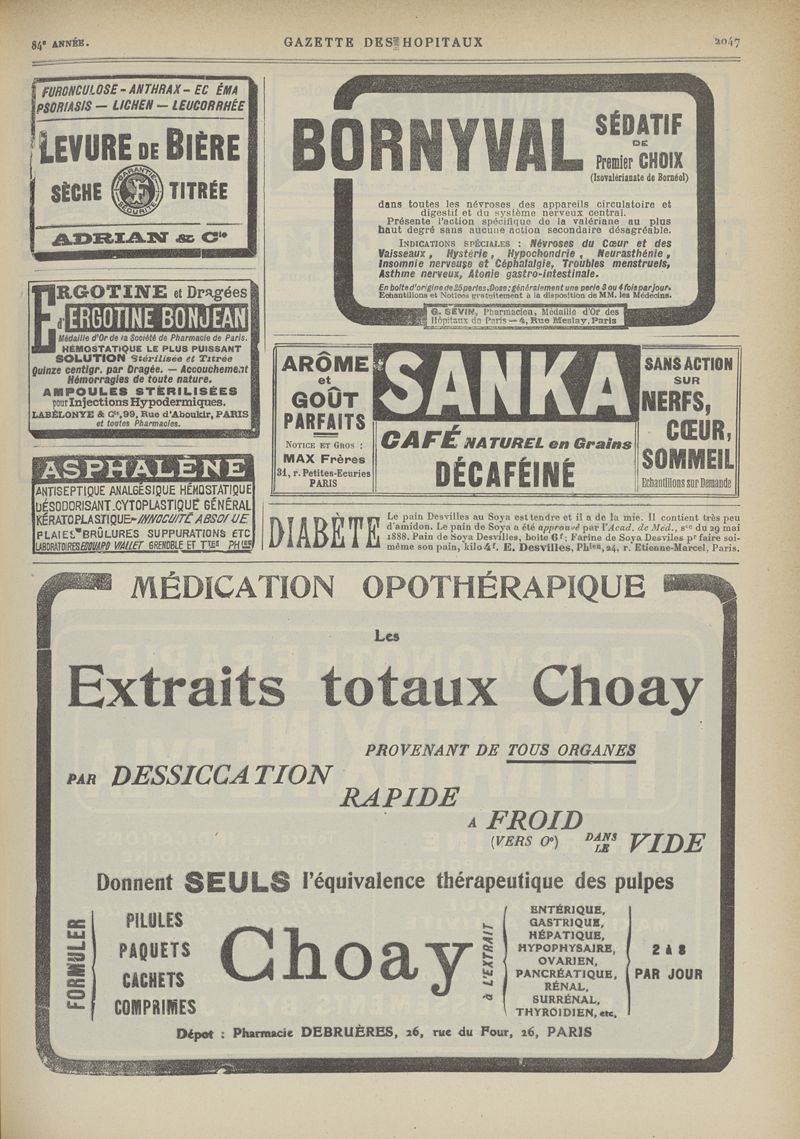 84e ANNÉE.
GAZETTE DES HOPITAUX
2047
FURONCULOSE - ANTHRAX - EC ÉMA
PSORIASIS — LICHEN — LEUCORRHÉE
LEVURE DE BIÈRE
SÈCHE
GARANTIE
SÉCURITÉ
TITRÉE
ADRIAN & Cie
ERGOTINE et Dragées
d'ERGOTINE BONJEAN
Médaille d'Or de la Société de Pharmacie de Paris.
HÉMOSTATIQUE LE PLUS PUISSANT
SOLUTION Stérilisée et Titrée
Quinze centigr. par Dragée. — Accouchement
Hémorragies de toute nature.
AMPOULES STÉRILISÉES
pour Injections Hypodermiques.
LABÉLONYE & Cie, 99, Rue d'Aboukir, PARIS
et toutes Pharmacies.
ASPHALÈNE
ANTISEPTIQUE ANALGÉSIQUE HÉMOSTATIQUE
DÉSODORISANT.CYTOPLASTIQUE GÉNÉRAL
KÉRATOPLASTIQUE-INNOCUITÉ ABSOLUE
PLAIES BRÛLURES SUPPURATIONS ETC
LABORATOIRES EDOUARD VIALLET GRENOBLE ET Ttes PHies
BORNYVAL
SÉDATIF
DE
Premier CHOIX
(Isovalérianate de Bornéol)
dans toutes les névroses des appareils circulatoire et
digestif et du système nerveux central.
Présente l'action spécifique de la valériane au plus
haut degré sans aucune action secondaire désagréable.
INDICATIONS SPÉCIALES : Névroses du Cœur et des
Vaisseaux, Hystérie, Hypochondrie, Neurasthénie,
Insomnie nerveuse et Céphalalgie, Troubles menstruels,
Asthme nerveux, Atonie gastro-intestinale.
En boîte d'origine de 25 perles. Dose: généralement une perle 3 ou 4 fois par jour.
Echantillons et Notices gratuitement à la disposition de MM. les Médecins.
G. SEVIN, Pharmacien, Médaille d'Or des
Hôpitaux de Paris — 4, Rue Meslay, Paris
ARÔME
et
GOÛT
PARFAITS
NOTICE ET GROS :
MAX Frères
31, r. Petites-Ecuries
PARIS
SANKA
CAFÉ NATUREL en Grains
DÉCAFÉINÉ
SANS ACTION
SUR
NERFS,
CŒUR,
SOMMEIL
Echantillons sur Demande
DIABÈTE
Le pain Desvilles au Soya est tendre et il a de la mie. Il contient très peu
d'amidon. Le pain de Soya a été approuvé par l'Acad. de Méd., sce du 29 mai
1888. Pain de Soya Desvilles, boite 6f; Farine de Soya Desviles pr faire soi-
même son pain, kilo 4f. E. Desvilles, Phien, 24, r. Etienne-Marcel, Paris.
MÉDICATION OPOTHÉRAPIQUE
Les
Extraits totaux Choay
PROVENANT DE TOUS ORGANES
PAR DESSICCATION
RAPIDE
A FROID
(VERS 0°) DANS LE VIDE
Donnent SEULS l'équivalence thérapeutique des pulpes
FORMULER
PILULES
PAQUETS
CACHETS
COMPRIMES
Choay
à L'EXTRAIT
ENTÉRIQUE,
GASTRIQUE,
HÉPATIQUE,
HYPOPHYSAIRE,
OVARIEN,
PANCRÉATIQUE,
RÉNAL,
SURRÉNAL,
THYROIDIEN, etc.
2 à 8
PAR JOUR
Dépot : Pharmacie DEBRUÈRES, 26, rue du Four, 26, PARIS